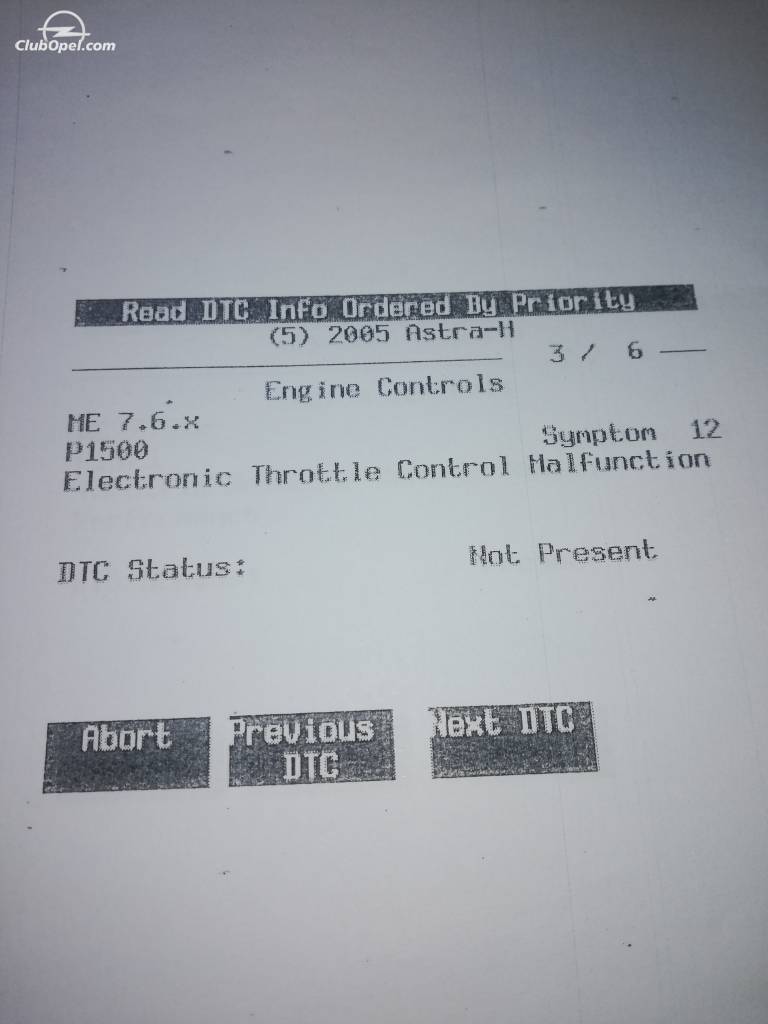 ClubOpel.com
Read DTC Info Ordered By Priority
(5) 2005 Astra-H
3 / 6
Engine Controls
ME 7.6.x
P1500
Symptom 12
Electronic Throttle Control Malfunction
DTC Status: Not Present
Abort
Previous DTC
Next DTC